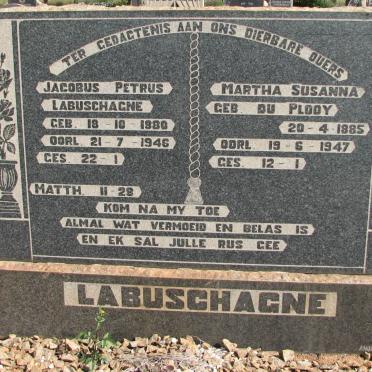 TER GEDACTENIS AAN ONS DIERBARE OUERS
JACOBUS PETRUS
LABUSCHAGNE
GEB 18-10-1880
OORL 21-7-1946
GES 22-1
MARTHA SUSANNA
GEB. DU PLOOY
20-4-1885
OORL 19-6-1947
GES 12-1
MATTH 11-28
KOM NA MY TOE
ALMAL WAT VERMOEID EN BELAS IS
EN EK SAL JULLE RUS GEE
LABUSCHAGNE